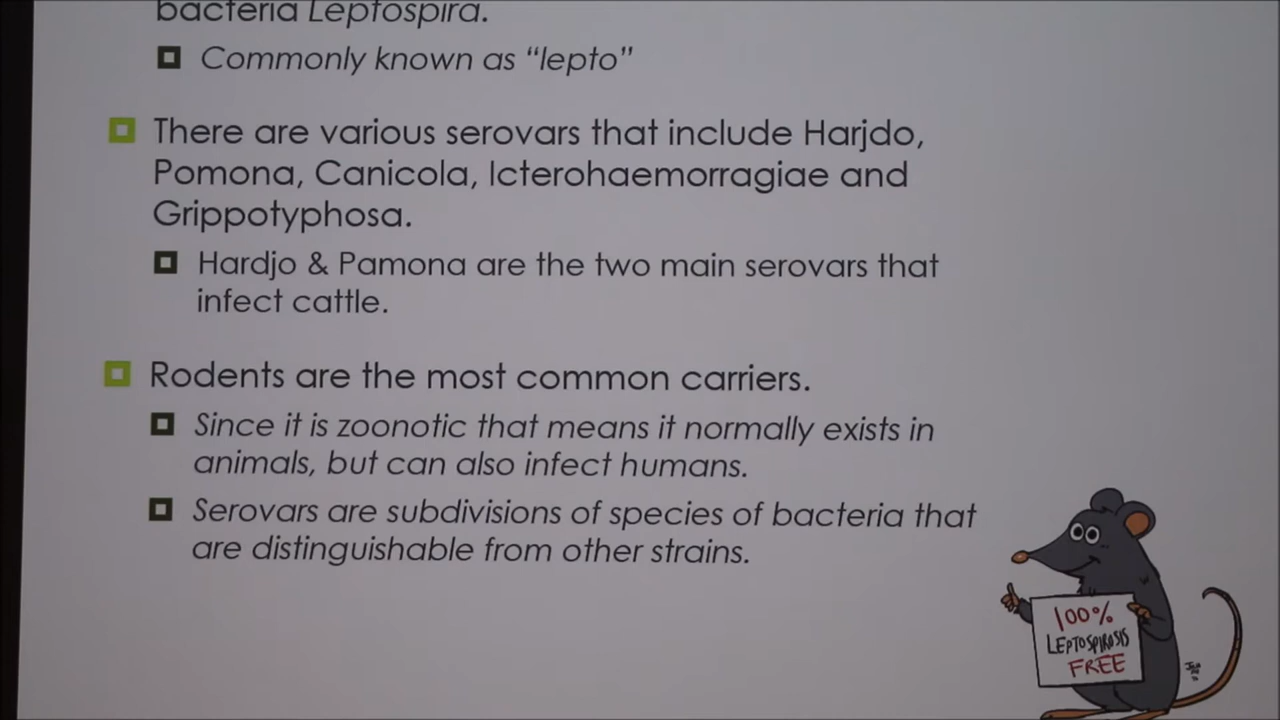 bacteria Leptospira.
Commonly known as “lepto”
There are various serovars that include Harjdo,
Pomona, Canicola, Icterohaemorragiae and
Grippotyphosa.
Hardjo & Pamona are the two main serovars that
infect cattle.
Rodents are the most common carriers.
Since it is zoonotic that means it normally exists in
animals, but can also infect humans.
Serovars are subdivisions of species of bacteria that
are distinguishable from other strains.
100%
LEPTOSPIROSIS
FREE